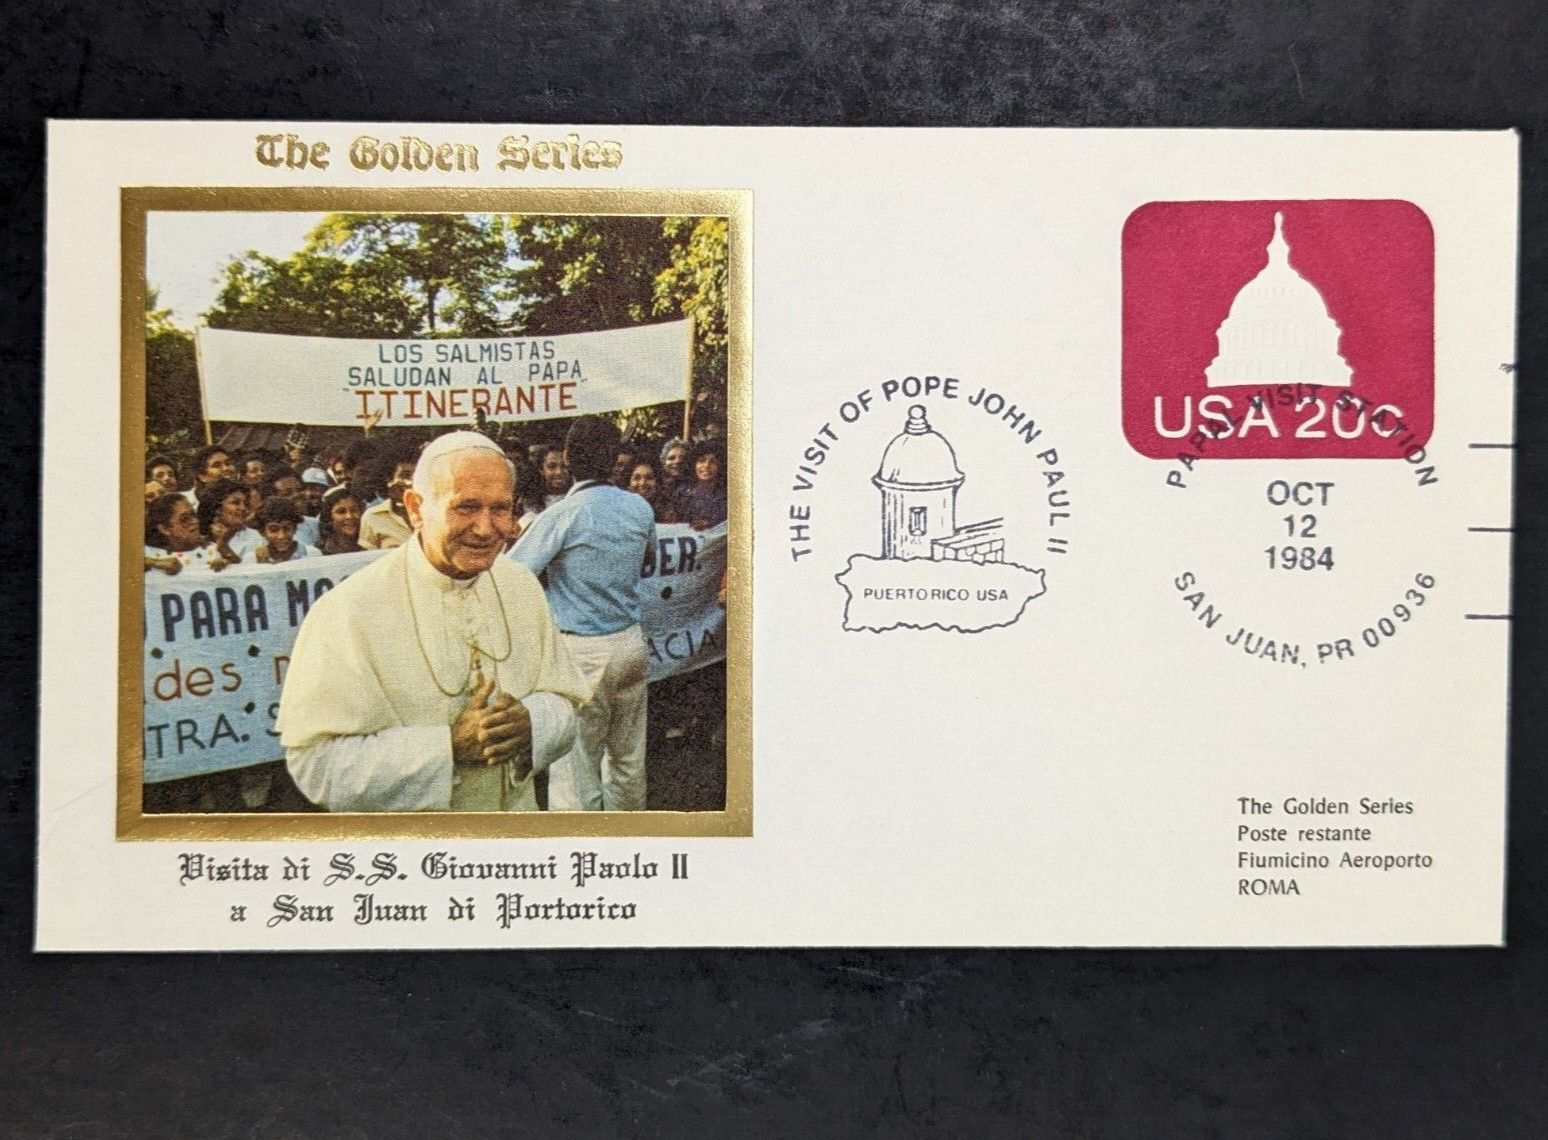 The Golden Series
LOS SALMISTAS
SALUDAN AL PAPA
"ITINERANTE
PARA
BER.
des
ACIA
TRA.
Visita di S.S. Giovanni Paolo II
a San Juan di Portorico
THE VISIT OF POPE JOHN PAUL II
PUERTO RICO USA
USA 20c
PAPAL VISIT STATION
OCT
12
1984
SAN JUAN, PR 00936
The Golden Series
Poste restante
Fiumicino Aeroporto
ROMA